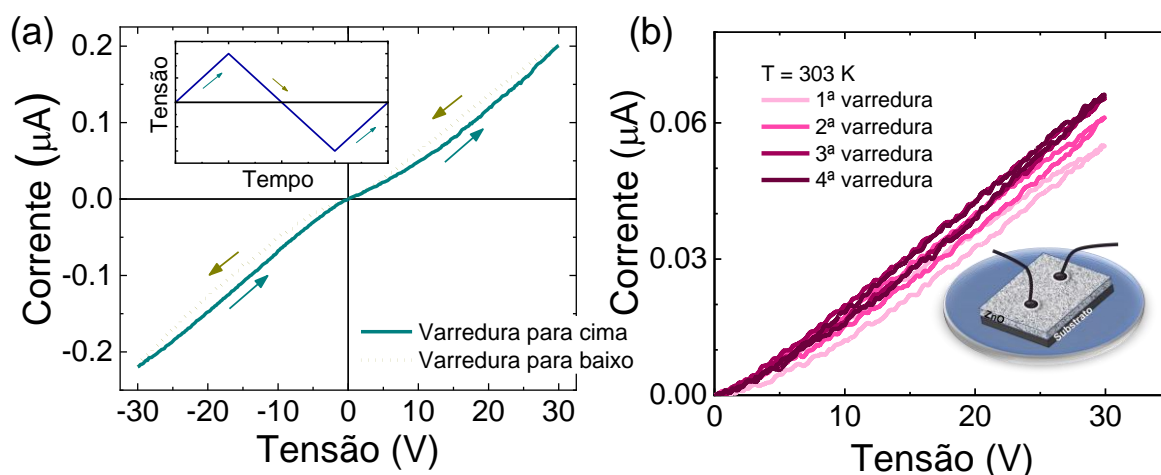 (a)
Corrente (μA)
0.2
0.1
0.0
-0.1
-0.2
-30 -20 -10 0 10 20 30
Tensão (V)
Tensão
Tempo
Varredura para cima
Varredura para baixo
(b)
Corrente (μA)
0.06
0.03
0.00
0 10 20 30
Tensão (V)
T = 303 K
1ª varredura
2ª varredura
3ª varredura
4ª varredura
ZnO
Substrato